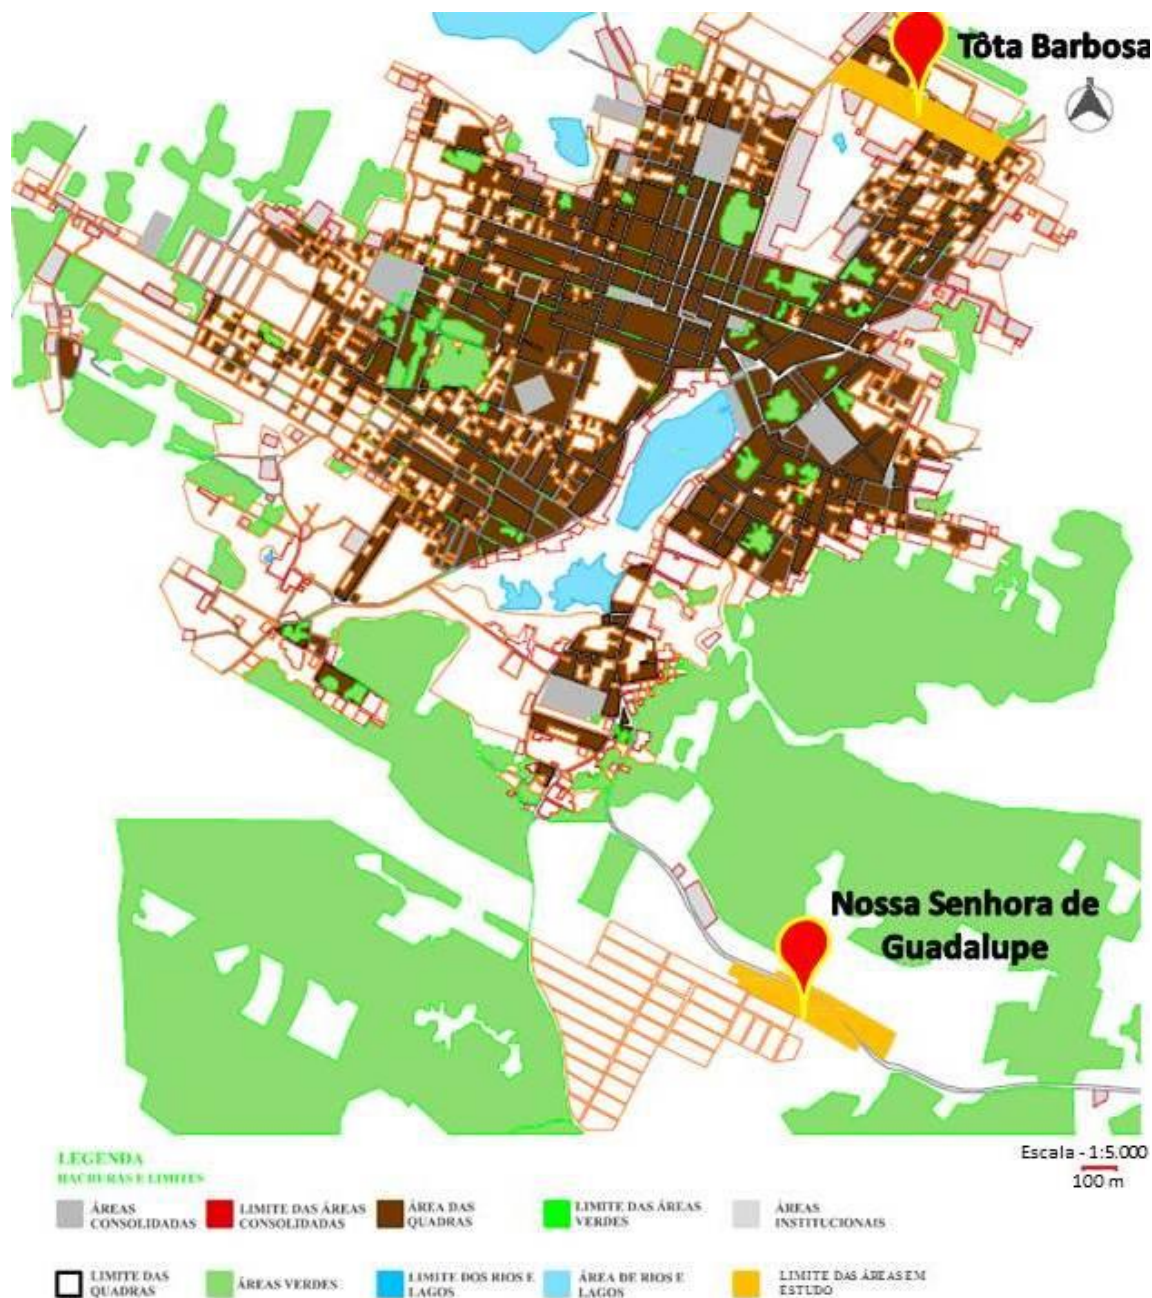 Tôta Barbosa
Nossa Senhora de
Guadalupe
Escala - 1:5.000
100 m
LEGENDA
HACHURAS E LIMITES
ÁREAS
CONSOLIDADAS
LIMITE DAS ÁREAS
CONSOLIDADAS
ÁREA DAS
QUADRAS
LIMITE DAS ÁREAS
VERDES
ÁREAS
INSTITUCIONAIS
LIMITE DAS
QUADRAS
ÁREAS VERDES
LIMITE DOS RIOS E
LAGOS
ÁREA DE RIOS E
LAGOS
LIMITE DAS ÁREAS EM
ESTUDO